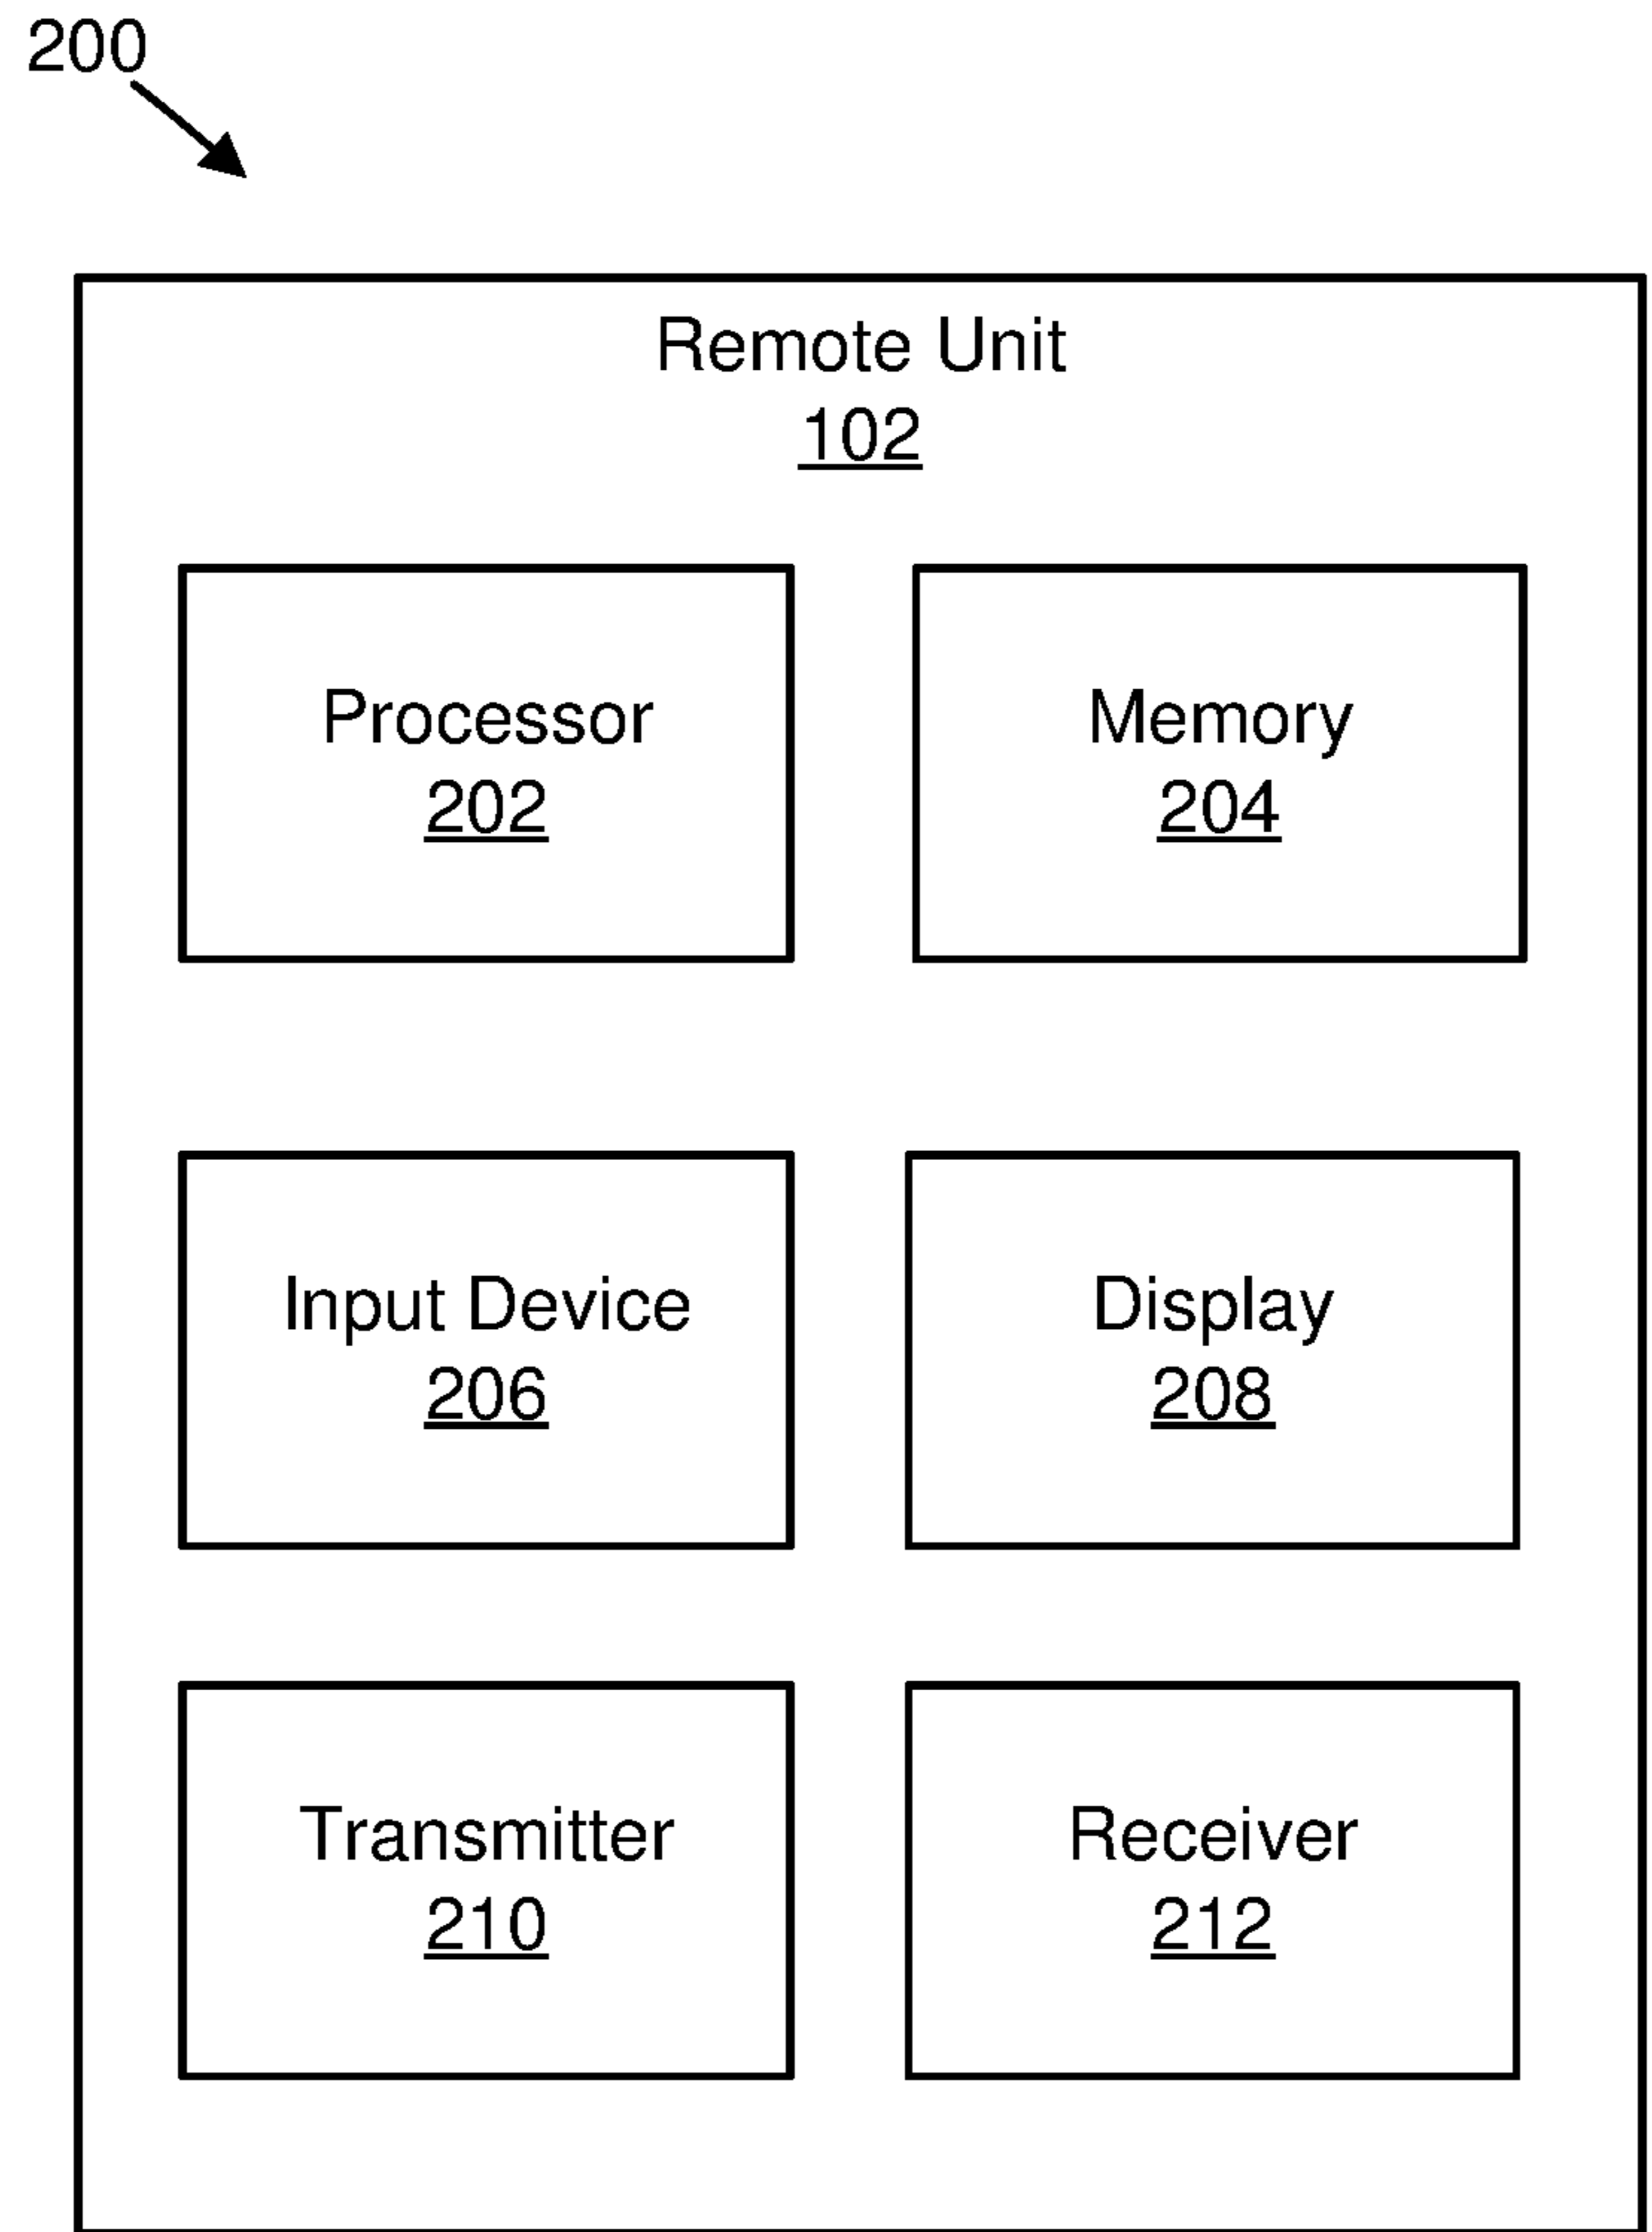 200
Remote Unit
102
Processor
202
Memory
204
Input Device
206
Display
208
Transmitter
210
Receiver
212